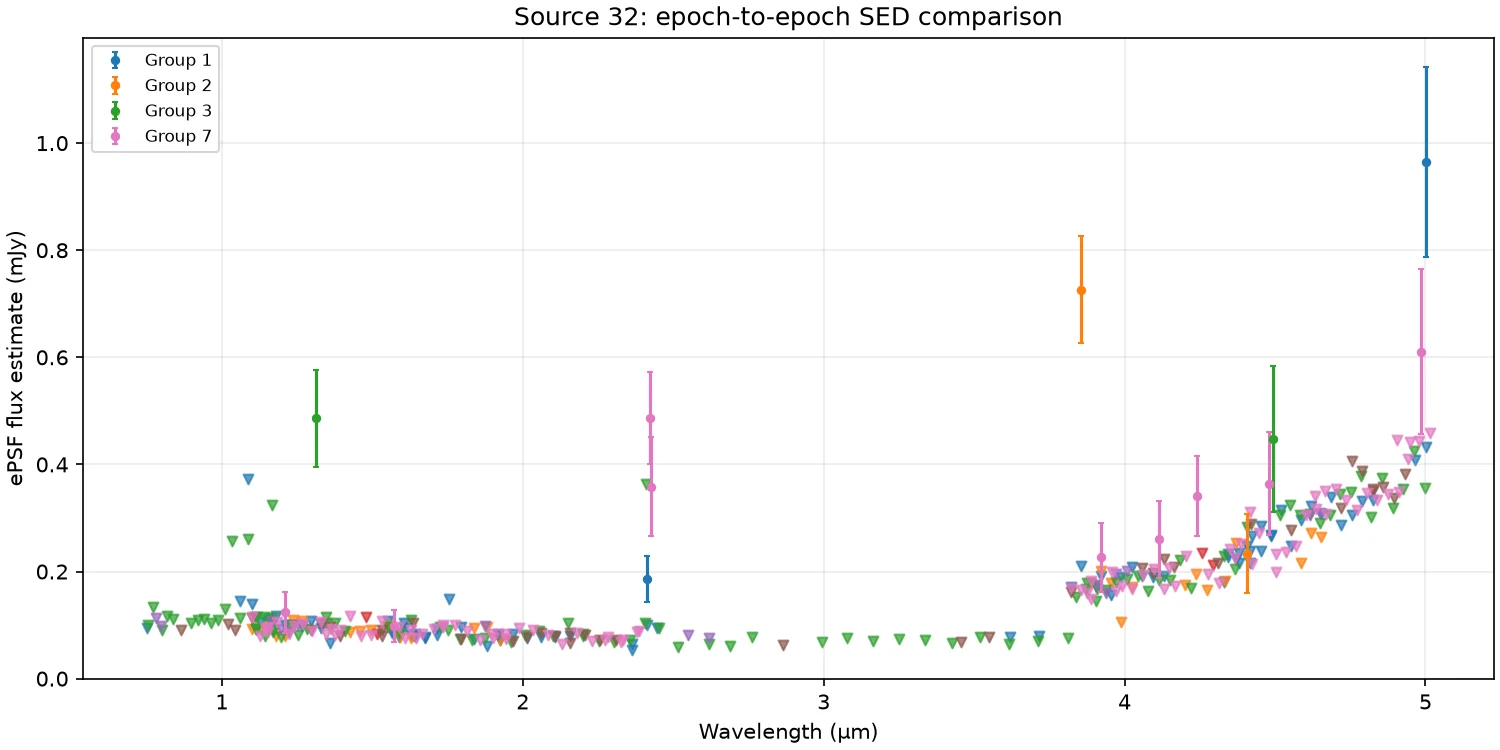 Source 32: epoch-to-epoch SED comparison
Group 1
Group 2
Group 3
Group 7
ePSF flux estimate (mJy)
1.0
0.8
0.6
0.4
0.2
0.0
1 2 3 4 5
Wavelength (μm)